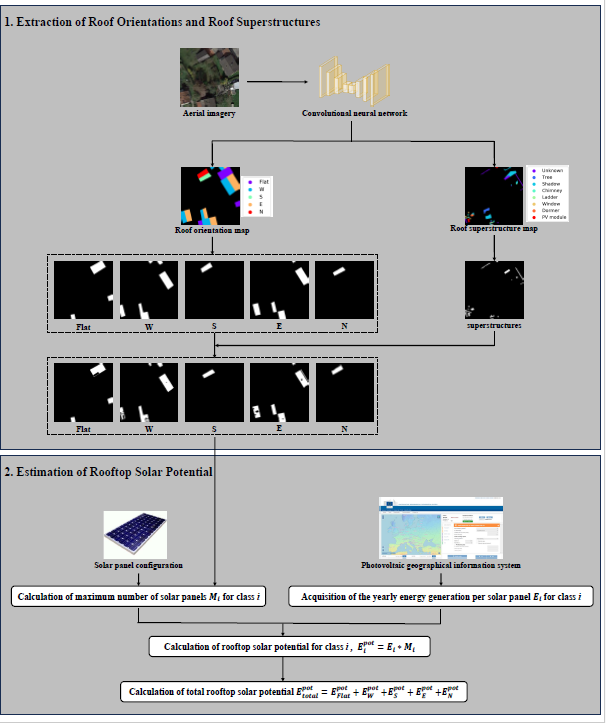 1. Extraction of Roof Orientations and Roof Superstructures
Aerial imagery
Convolutional neural network
Flat
W
S
E
N
Unknown
Tree
Shadow
Chimney
Ladder
Window
Dormer
PV module
Roof orientation map
Roof superstructure map
Flat W S E N
superstructures
Flat W S E N
2. Estimation of Rooftop Solar Potential
Solar panel configuration
Photovoltaic geographical information system
Calculation of maximum number of solar panels M_i for class i
Acquisition of the yearly energy generation per solar panel E_i for class i
Calculation of rooftop solar potential for class i , E_i^pot = E_i * M_i
Calculation of total rooftop solar potential E_total^pot = E_Flat^pot + E_W^pot + E_S^pot + E_E^pot + E_N^pot